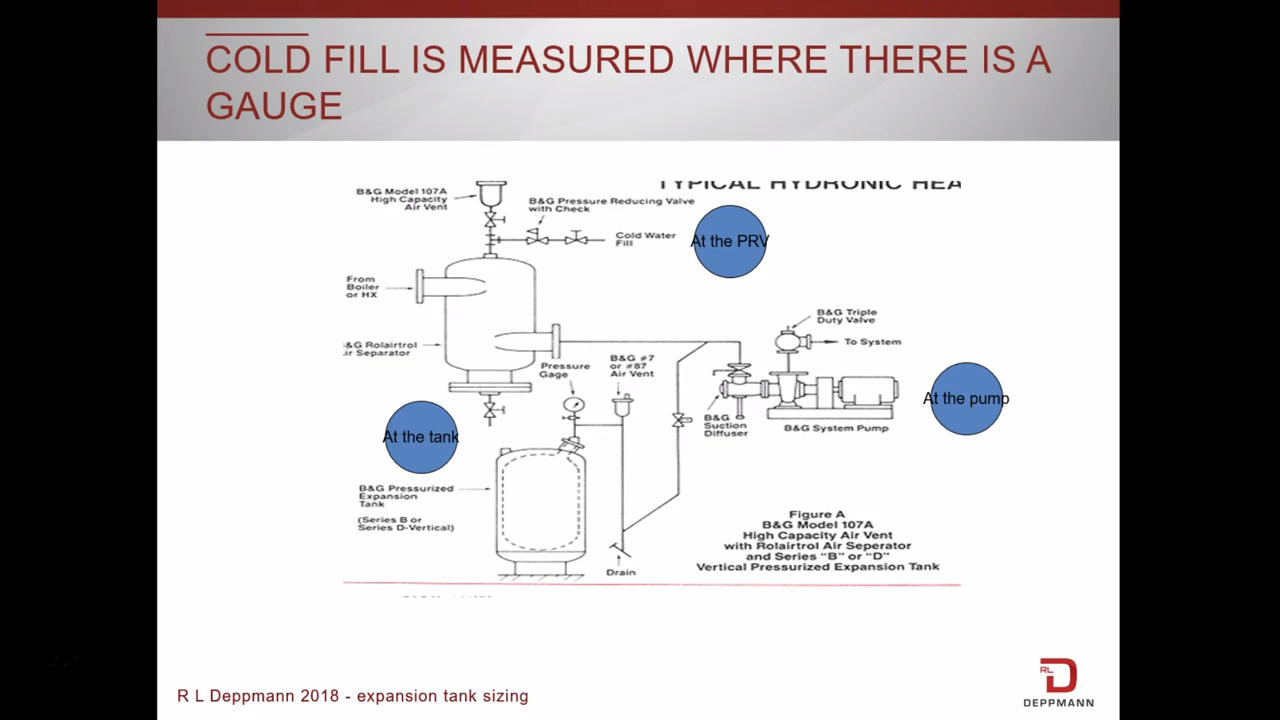 COLD FILL IS MEASURED WHERE THERE IS A
GAUGE
TYPICAL HYDRONIC HEA
B&G Model 107A
High Capacity
Air Vent
B&G Pressure Reducing Valve
with Check
Cold Water
Fill
At the PRV
From
Boiler
or HX
B&G Triple
Duty Valve
To System
&G Rolairtrol
ir Separator
Pressure
Gage
B&G #7
or #87
Air Vent
At the pump
B&G
Suction
Diffuser
B&G System Pump
At the tank
B&G Pressurized
Expansion
Tank
(Series B or
Series D-Vertical)
Drain
Figure A
B&G Model 107A
High Capacity Air Vent
with Rolairtrol Air Seperator
and Series "B" or "D"
Vertical Pressurized Expansion Tank
R L Deppmann 2018 - expansion tank sizing
RL
DEPPMANN